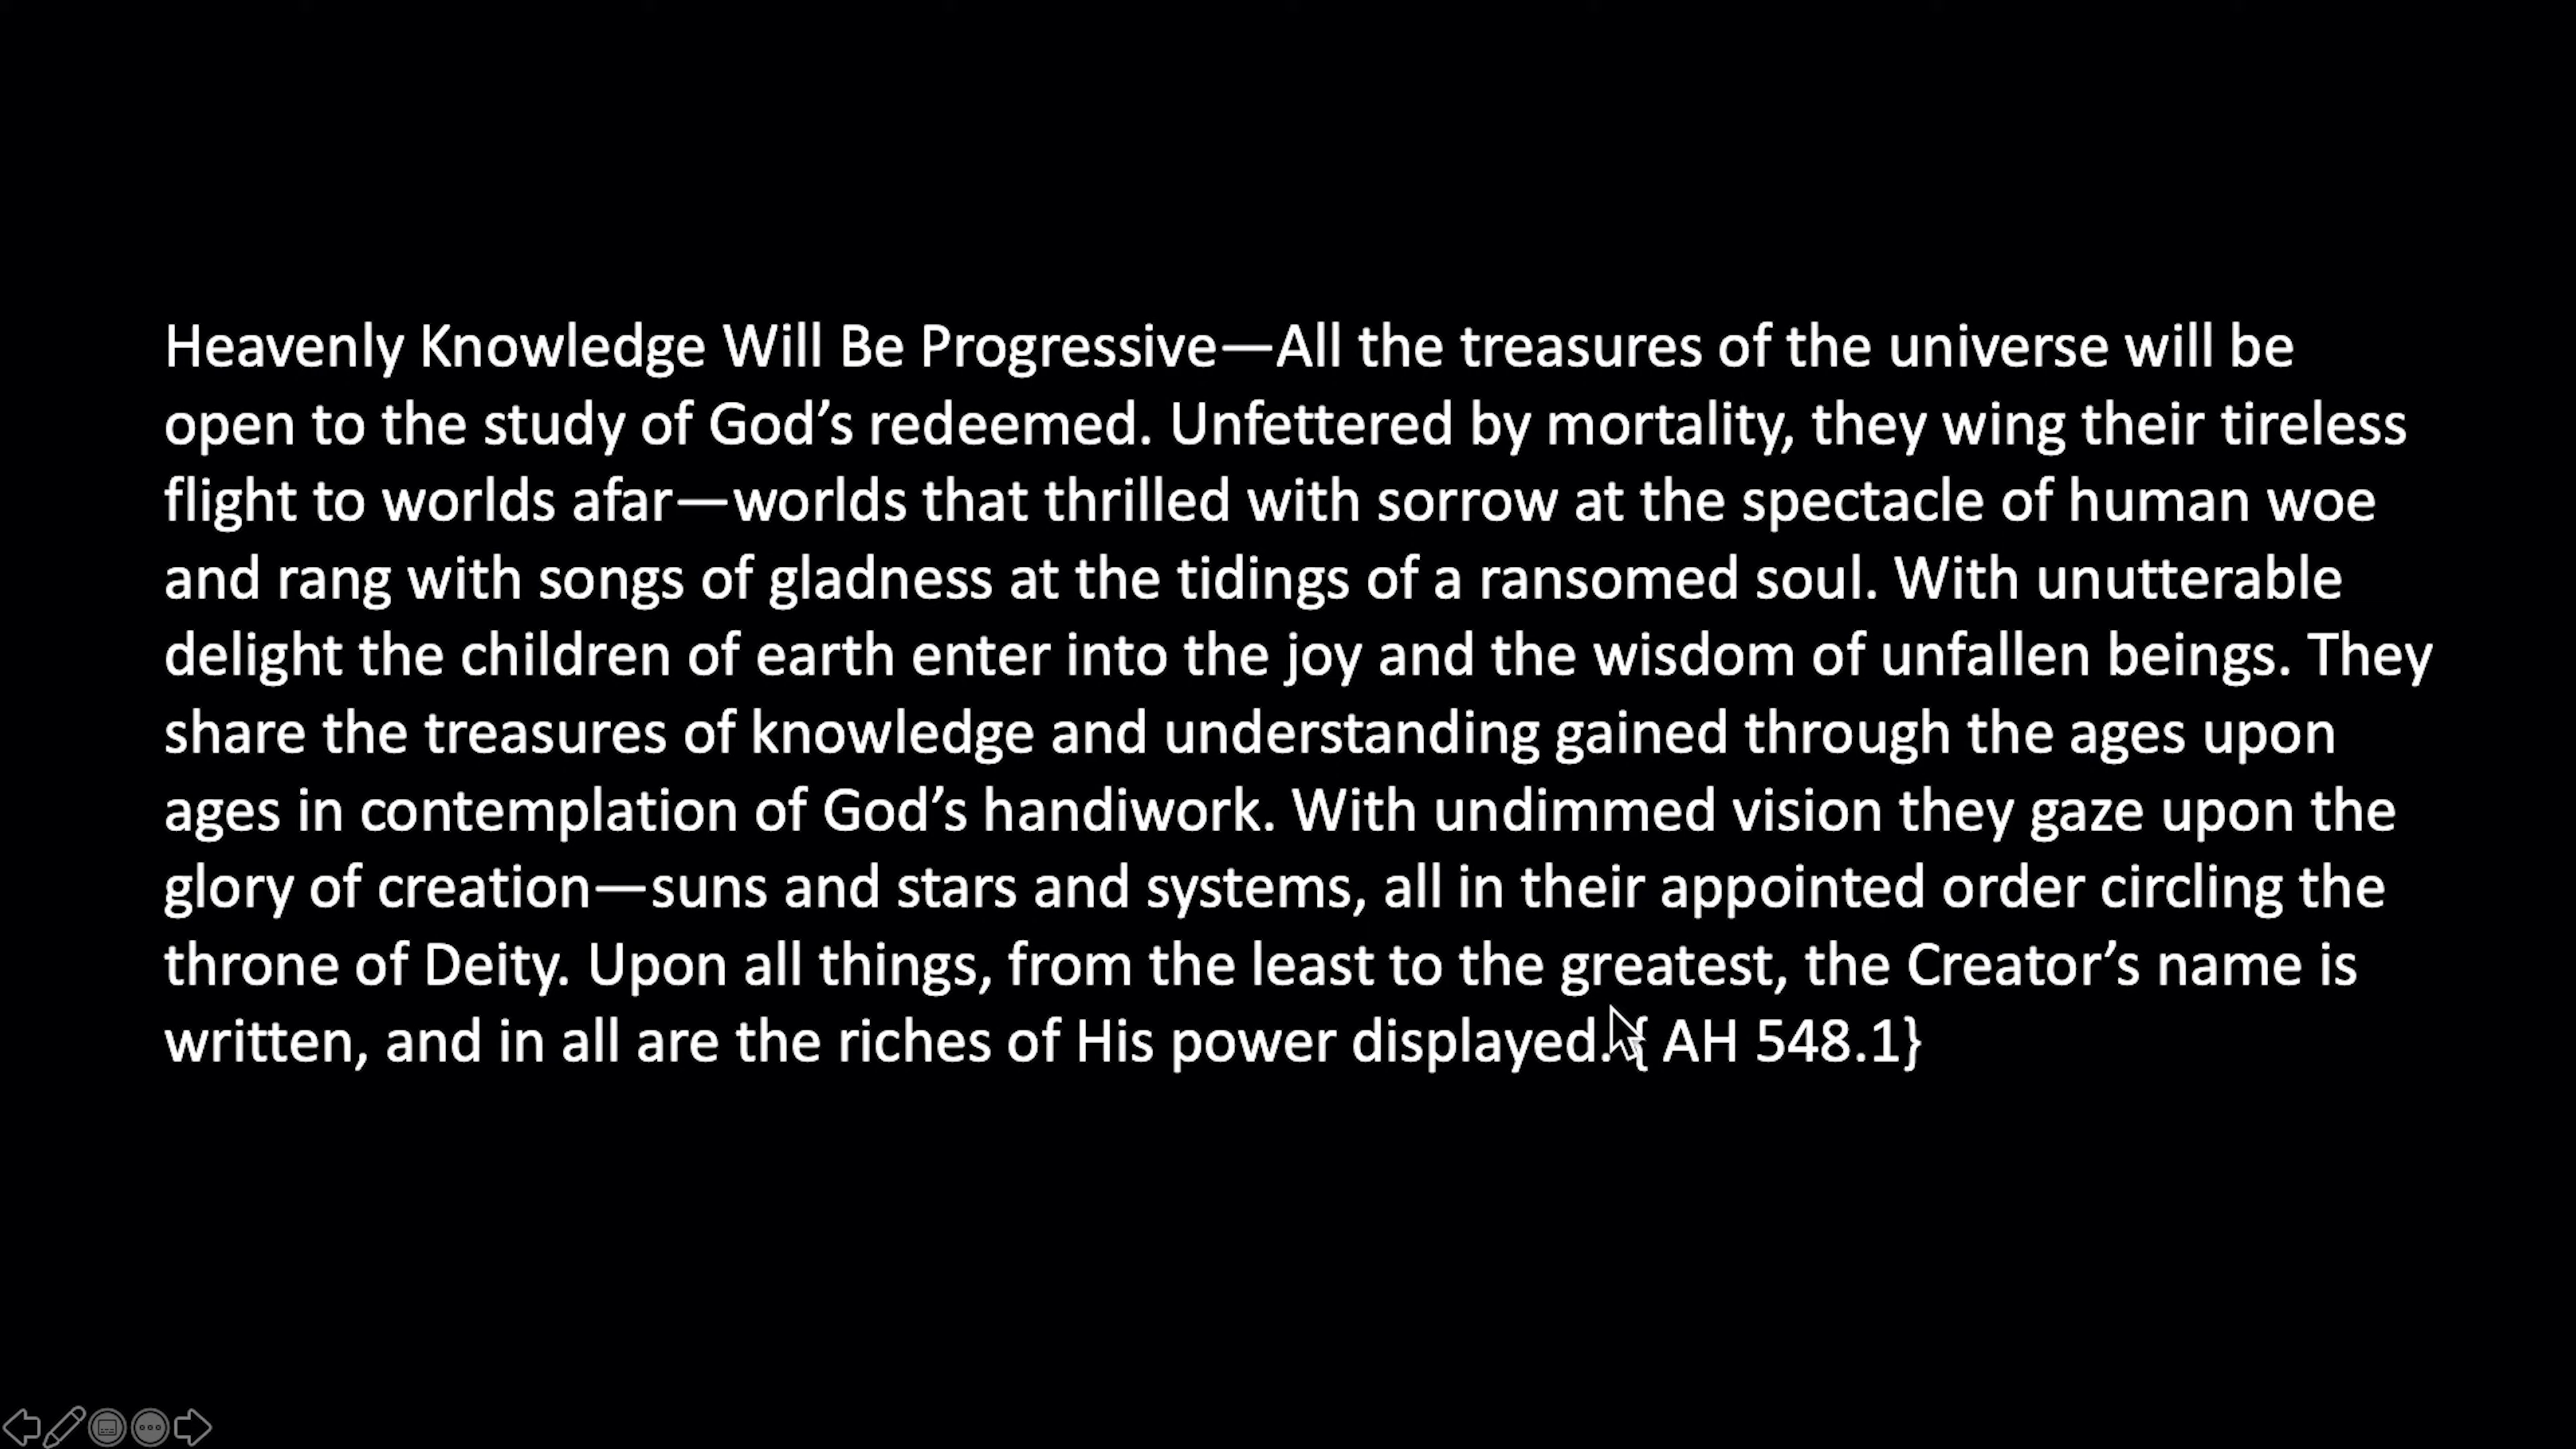 Heavenly Knowledge Will Be Progressive—All the treasures of the universe will be
open to the study of God’s redeemed. Unfettered by mortality, they wing their tireless
flight to worlds afar—worlds that thrilled with sorrow at the spectacle of human woe
and rang with songs of gladness at the tidings of a ransomed soul. With unutterable
delight the children of earth enter into the joy and the wisdom of unfallen beings. They
share the treasures of knowledge and understanding gained through the ages upon
ages in contemplation of God’s handiwork. With undimmed vision they gaze upon the
glory of creation—suns and stars and systems, all in their appointed order circling the
throne of Deity. Upon all things, from the least to the greatest, the Creator’s name is
written, and in all are the riches of His power displayed.{ AH 548.1}